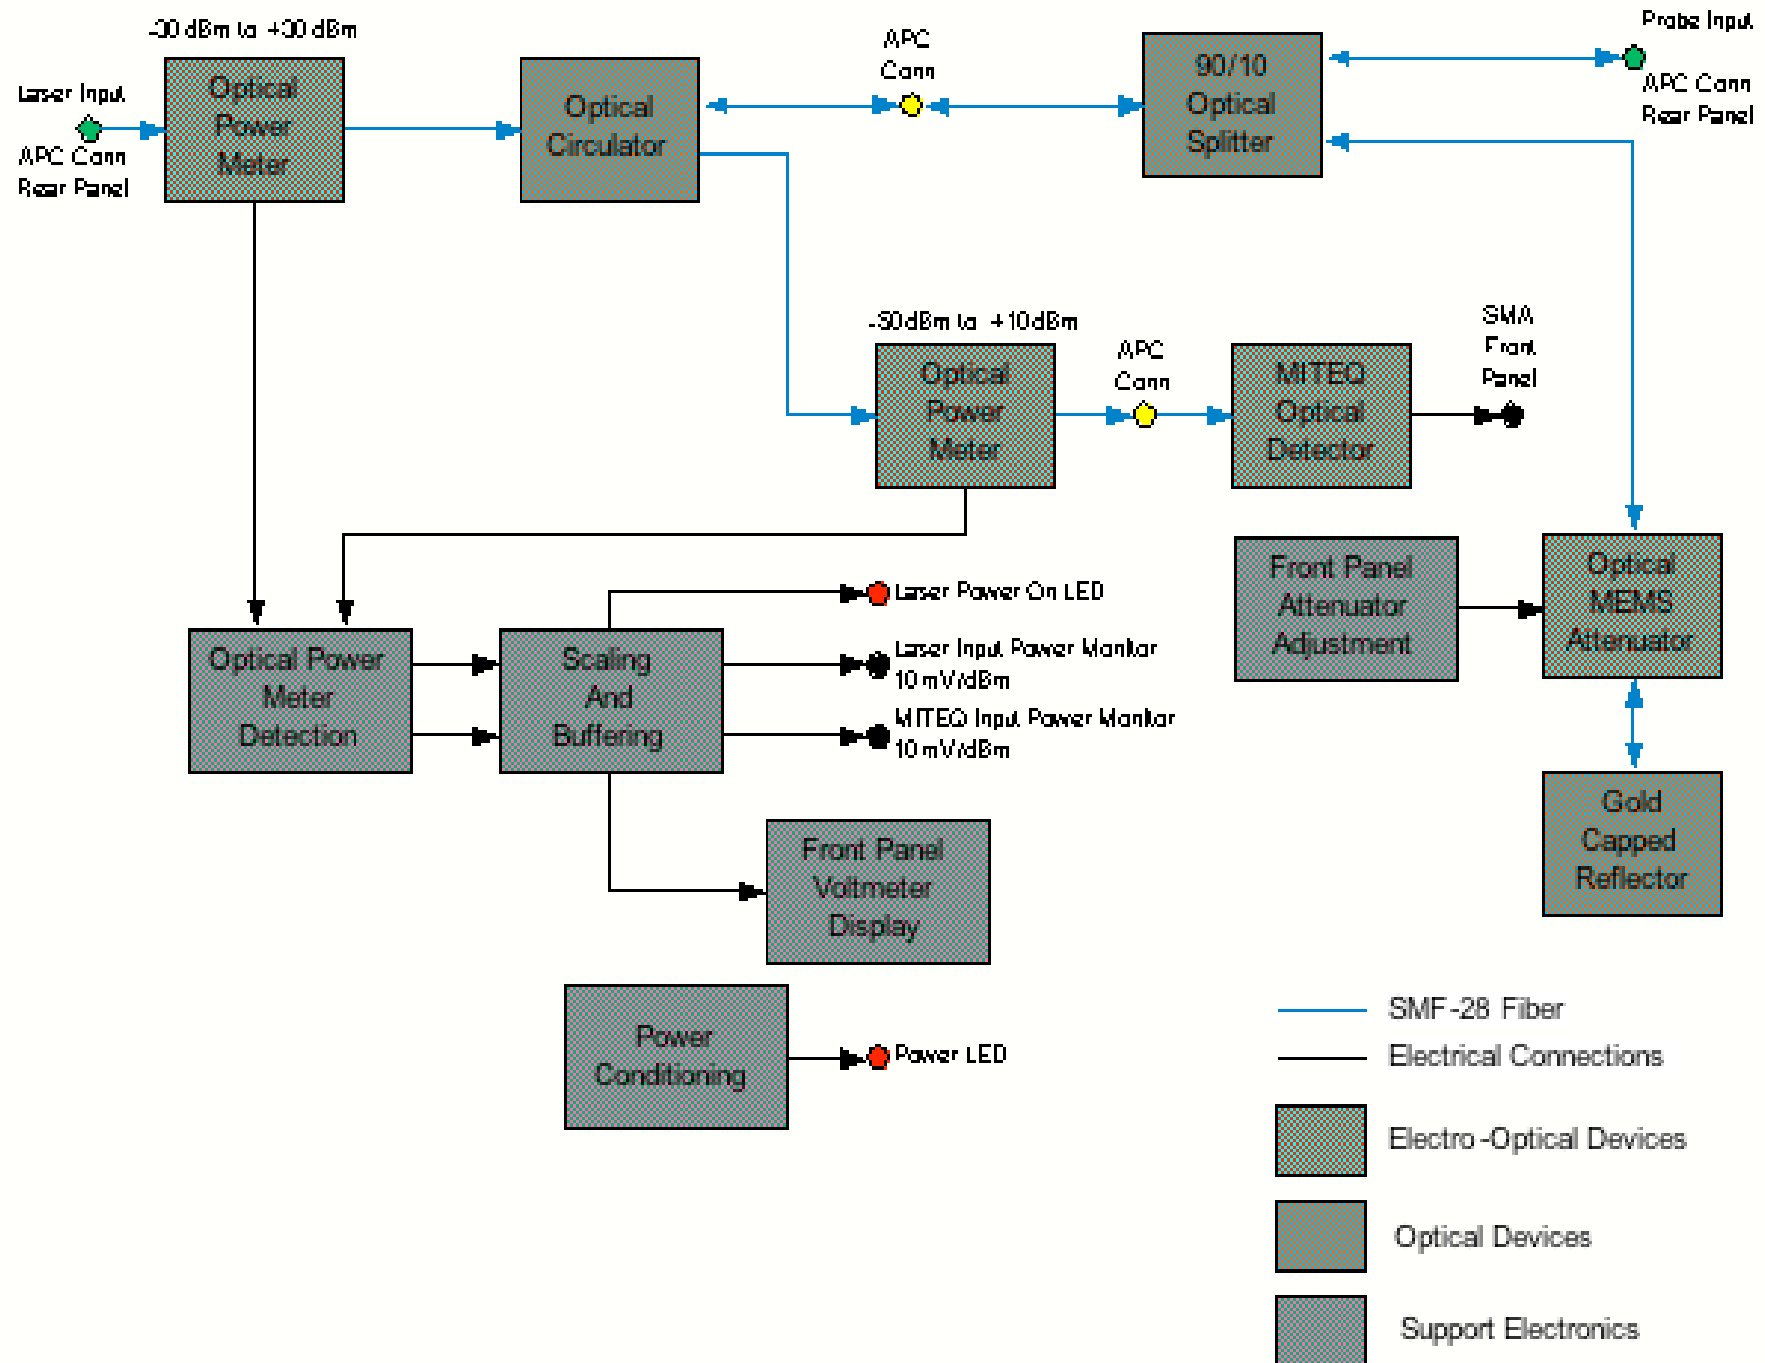 -30 dBm to +30 dBm
Laser Input
APC Conn
Rear Panel
Optical
Power
Meter
Optical
Circulator
APC
Conn
90/10
Optical
Splitter
Probe Input
APC Conn
Rear Panel
-50dBm to +10dBm
Optical
Power
Meter
APC
Conn
MITEQ
Optical
Detector
SMA
Front
Panel
Front Panel
Attenuator
Adjustment
Optical
MEMS
Attenuator
Gold
Capped
Reflector
Optical Power
Meter
Detection
Scaling
And
Buffering
Laser Power On LED
Laser Input Power Monitor
10 mV/dBm
MITEQ Input Power Monitor
10 mV/dBm
Front Panel
Voltmeter
Display
Power
Conditioning
Power LED
SMF-28 Fiber
Electrical Connections
Electro-Optical Devices
Optical Devices
Support Electronics